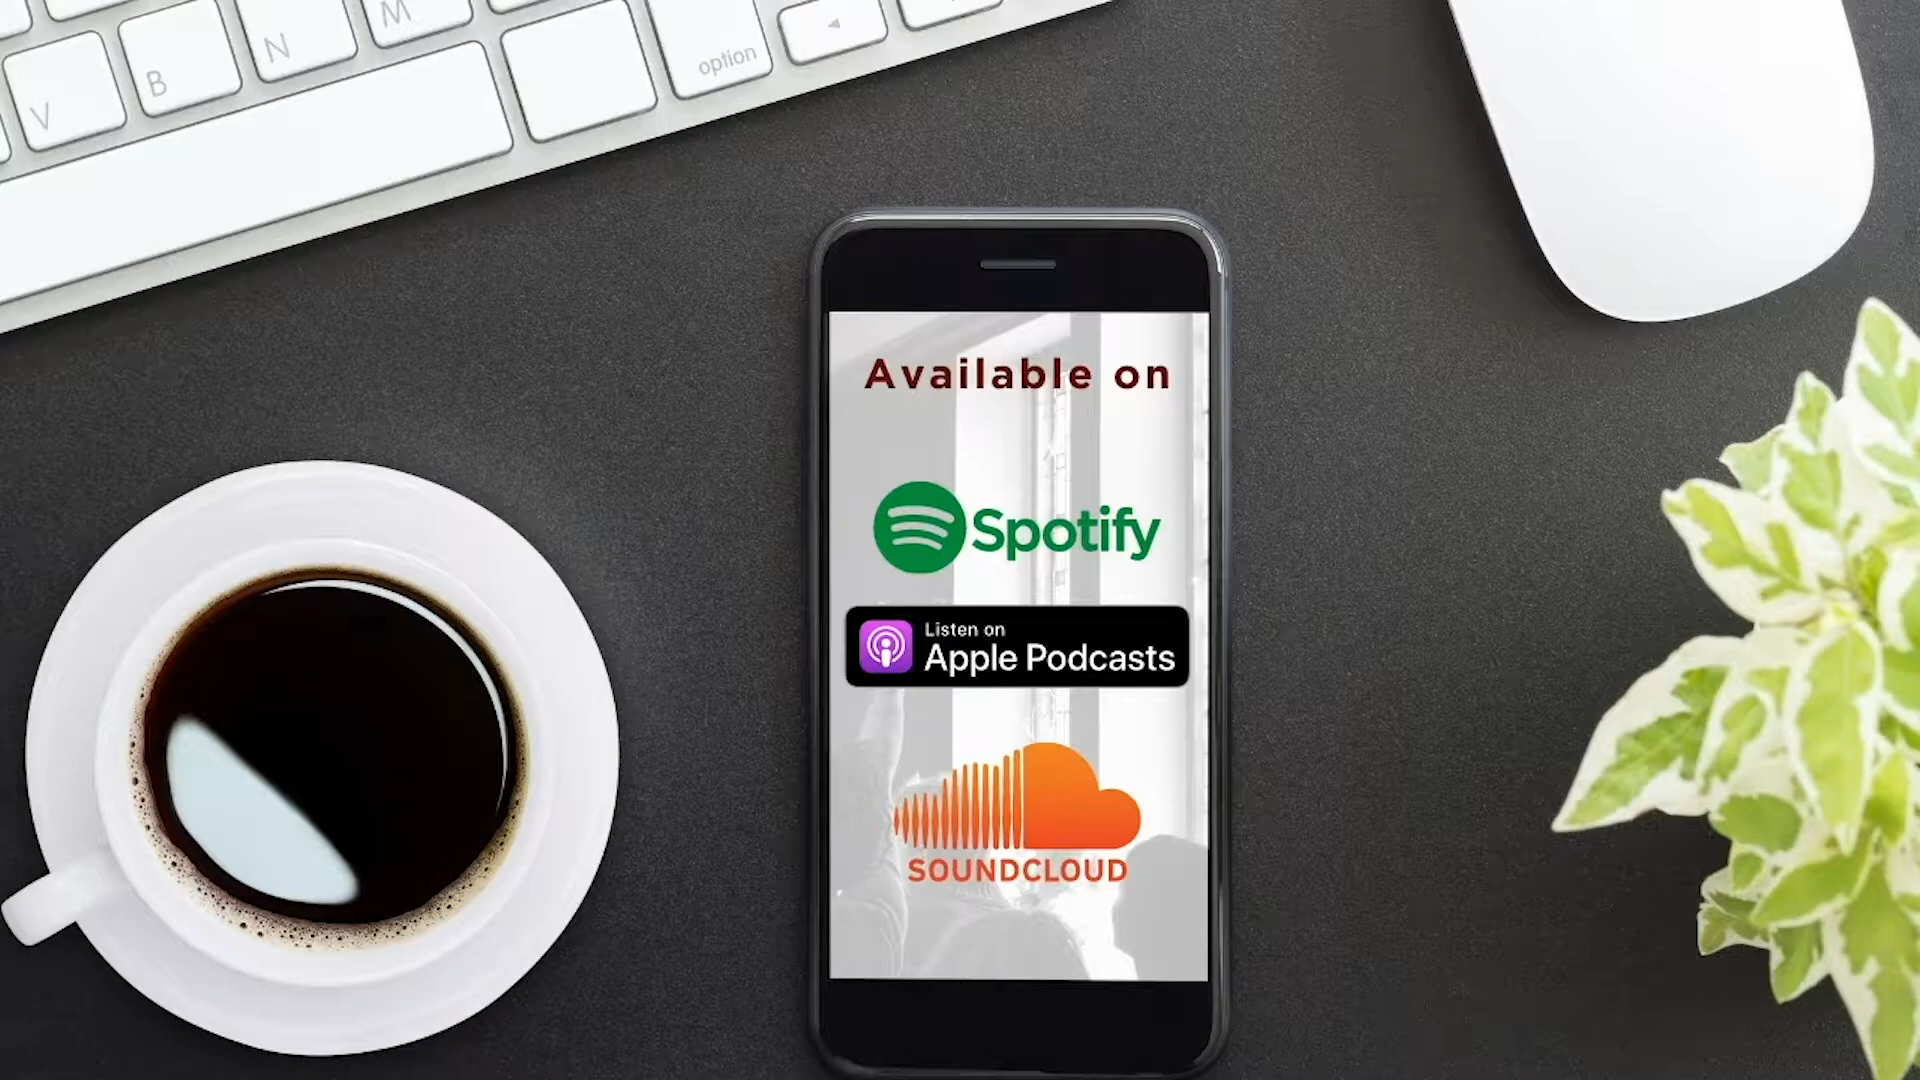 M
N
B
V
option
Available on
Spotify
Listen on
Apple Podcasts
SOUNDCLOUD